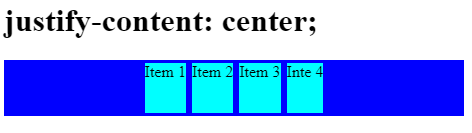 justify-content: center;
Item 1 Item 2 Item 3 Inte 4